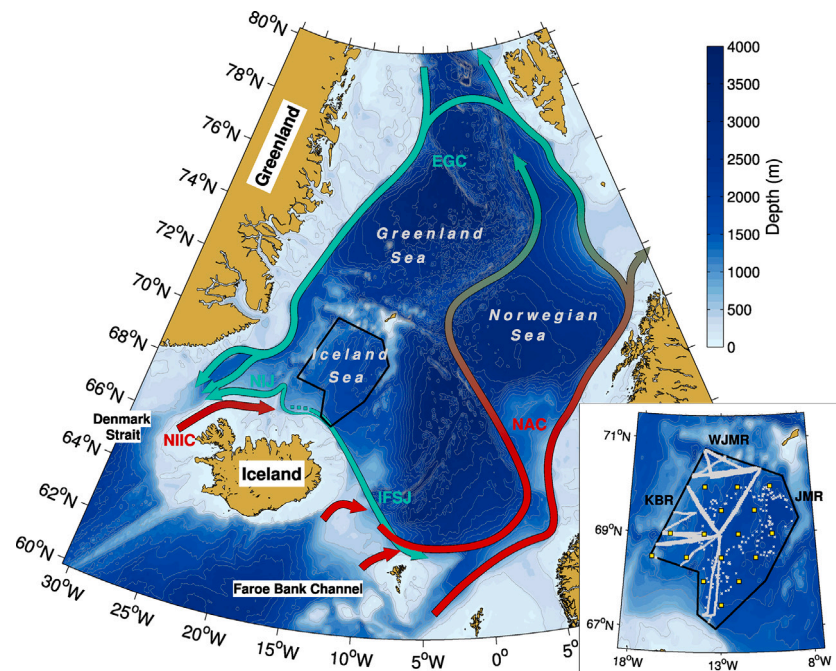 80°N
78°N
76°N
74°N
72°N
70°N
68°N
66°N
64°N
62°N
60°N
30°W
25°W
20°W
15°W
10°W
5°W
0°
5°
Greenland
EGC
Greenland
Sea
Norwegian
Sea
Iceland
Sea
NIJ
Denmark
Strait
NIIC
Iceland
NAC
IFSJ
Faroe Bank Channel
4000
3500
3000
2500
2000
1500
1000
500
0
Depth (m)
71°N
69°N
67°N
18°W
13°W
8°W
WJMR
KBR
JMR